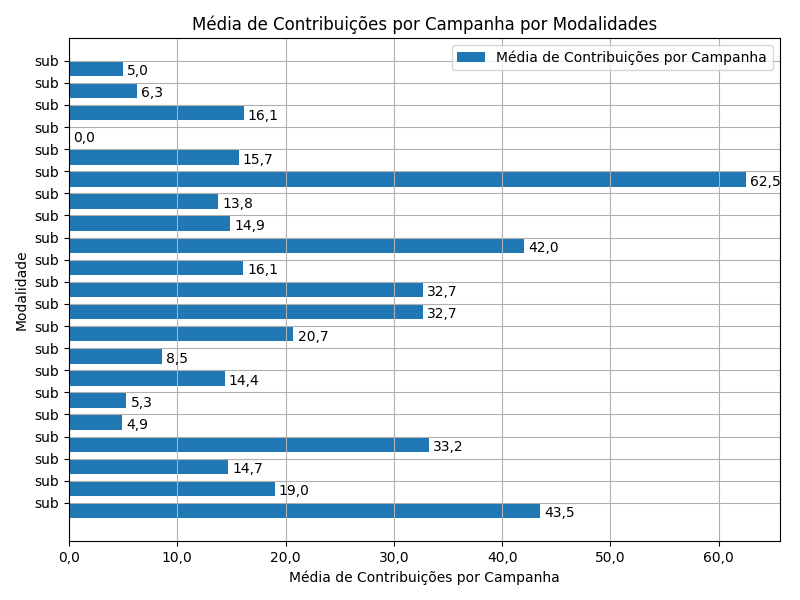 Média de Contribuições por Campanha por Modalidades
Média de Contribuições por Campanha
sub
5,0
sub
6,3
sub
16,1
sub
0,0
sub
15,7
sub
62,5
sub
13,8
sub
14,9
sub
42,0
sub
16,1
sub
32,7
sub
32,7
sub
20,7
sub
8,5
sub
14,4
sub
5,3
sub
4,9
sub
33,2
sub
14,7
sub
19,0
sub
43,5
Modalidade
0,0 10,0 20,0 30,0 40,0 50,0 60,0
Média de Contribuições por Campanha